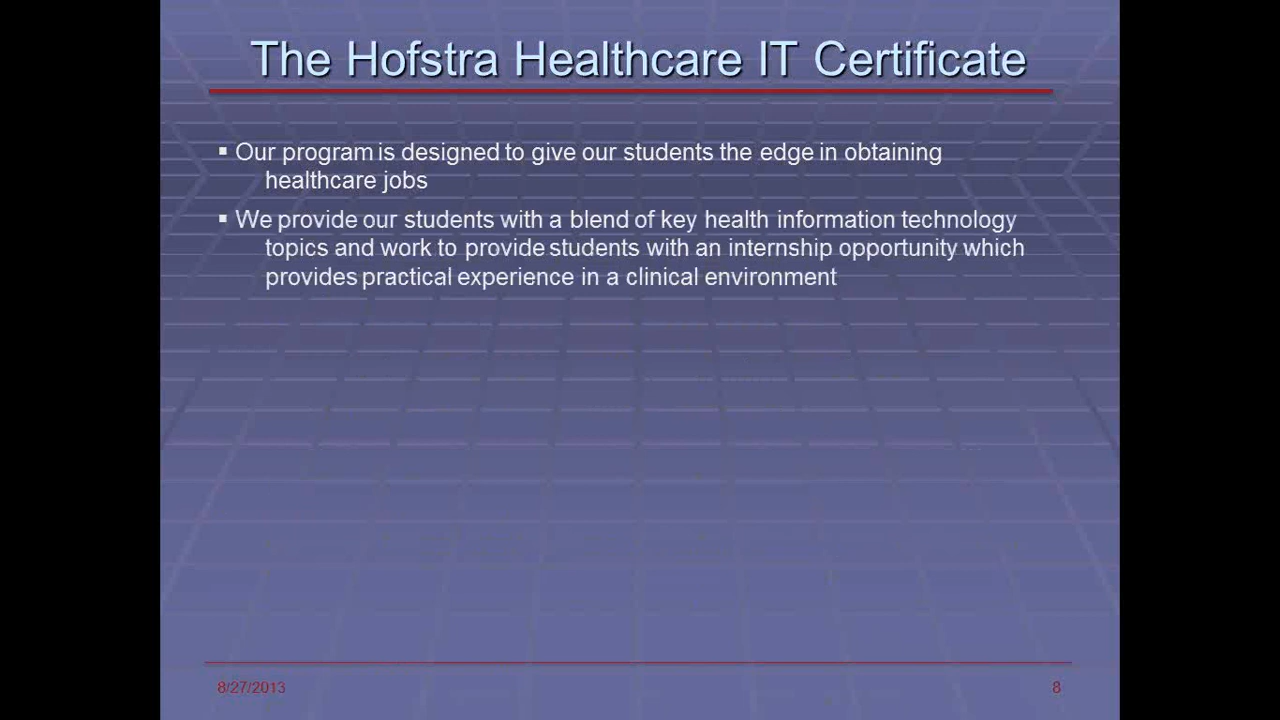 The Hofstra Healthcare IT Certificate
▪ Our program is designed to give our students the edge in obtaining
healthcare jobs
▪ We provide our students with a blend of key health information technology
topics and work to provide students with an internship opportunity which
provides practical experience in a clinical environment
8/27/2013
8